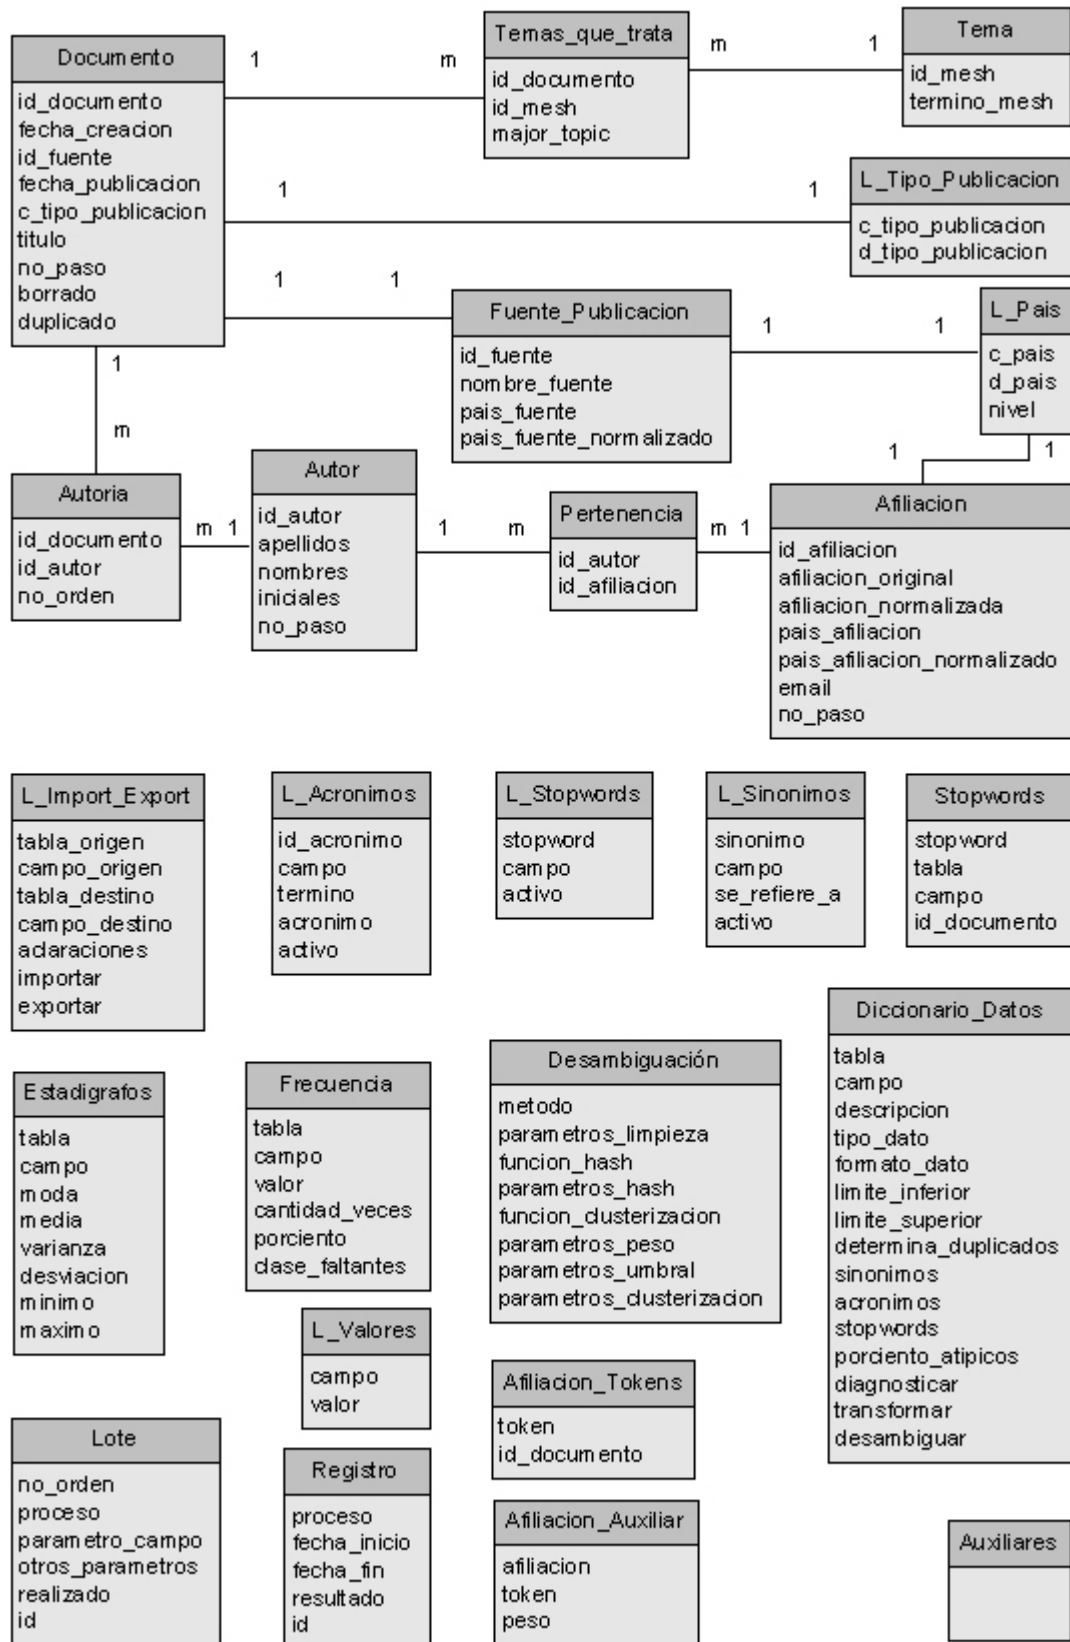 Documento
id_documento
fecha_creacion
id_fuente
fecha_publicacion
c_tipo_publicacion
titulo
no_paso
borrado
duplicado
1
m
Temas_que_trata
id_documento
id_mesh
major_topic
m
1
Tema
id_mesh
termino_mesh
1
1
L_Tipo_Publicacion
c_tipo_publicacion
d_tipo_publicacion
1
1
Fuente_Publicacion
id_fuente
nombre_fuente
pais_fuente
pais_fuente_normalizado
1
1
L_Pais
c_pais
d_pais
nivel
1
m
1
1
Autoria
id_documento
id_autor
no_orden
m 1
Autor
id_autor
apellidos
nombres
iniciales
no_paso
1
m
Pertenencia
id_autor
id_afiliacion
m 1
Afiliacion
id_afiliacion
afiliacion_original
afiliacion_normalizada
pais_afiliacion
pais_afiliacion_normalizado
email
no_paso
L_Import_Export
tabla_origen
campo_origen
tabla_destino
campo_destino
aclaraciones
importar
exportar
L_Acronimos
id_acronimo
campo
termino
acronimo
activo
L_Stopwords
stopword
campo
activo
L_Sinonimos
sinonimo
campo
se_refiere_a
activo
Stopwords
stopword
tabla
campo
id_documento
Estadigrafos
tabla
campo
moda
media
varianza
desviacion
minimo
maximo
Frecuencia
tabla
campo
valor
cantidad_veces
porciento
clase_faltantes
Desambiguación
metodo
parametros_limpieza
funcion_hash
parametros_hash
funcion_clusterizacion
parametros_peso
parametros_umbral
parametros_clusterizacion
Diccionario_Datos
tabla
campo
descripcion
tipo_dato
formato_dato
limite_inferior
limite_superior
determina_duplicados
sinonimos
acronimos
stopwords
porciento_atipicos
diagnosticar
transformar
desambiguar
L_Valores
campo
valor
Afiliacion_Tokens
token
id_documento
Lote
no_orden
proceso
parametro_campo
otros_parametros
realizado
id
Registro
proceso
fecha_inicio
fecha_fin
resultado
id
Afiliacion_Auxiliar
afiliacion
token
peso
Auxiliares